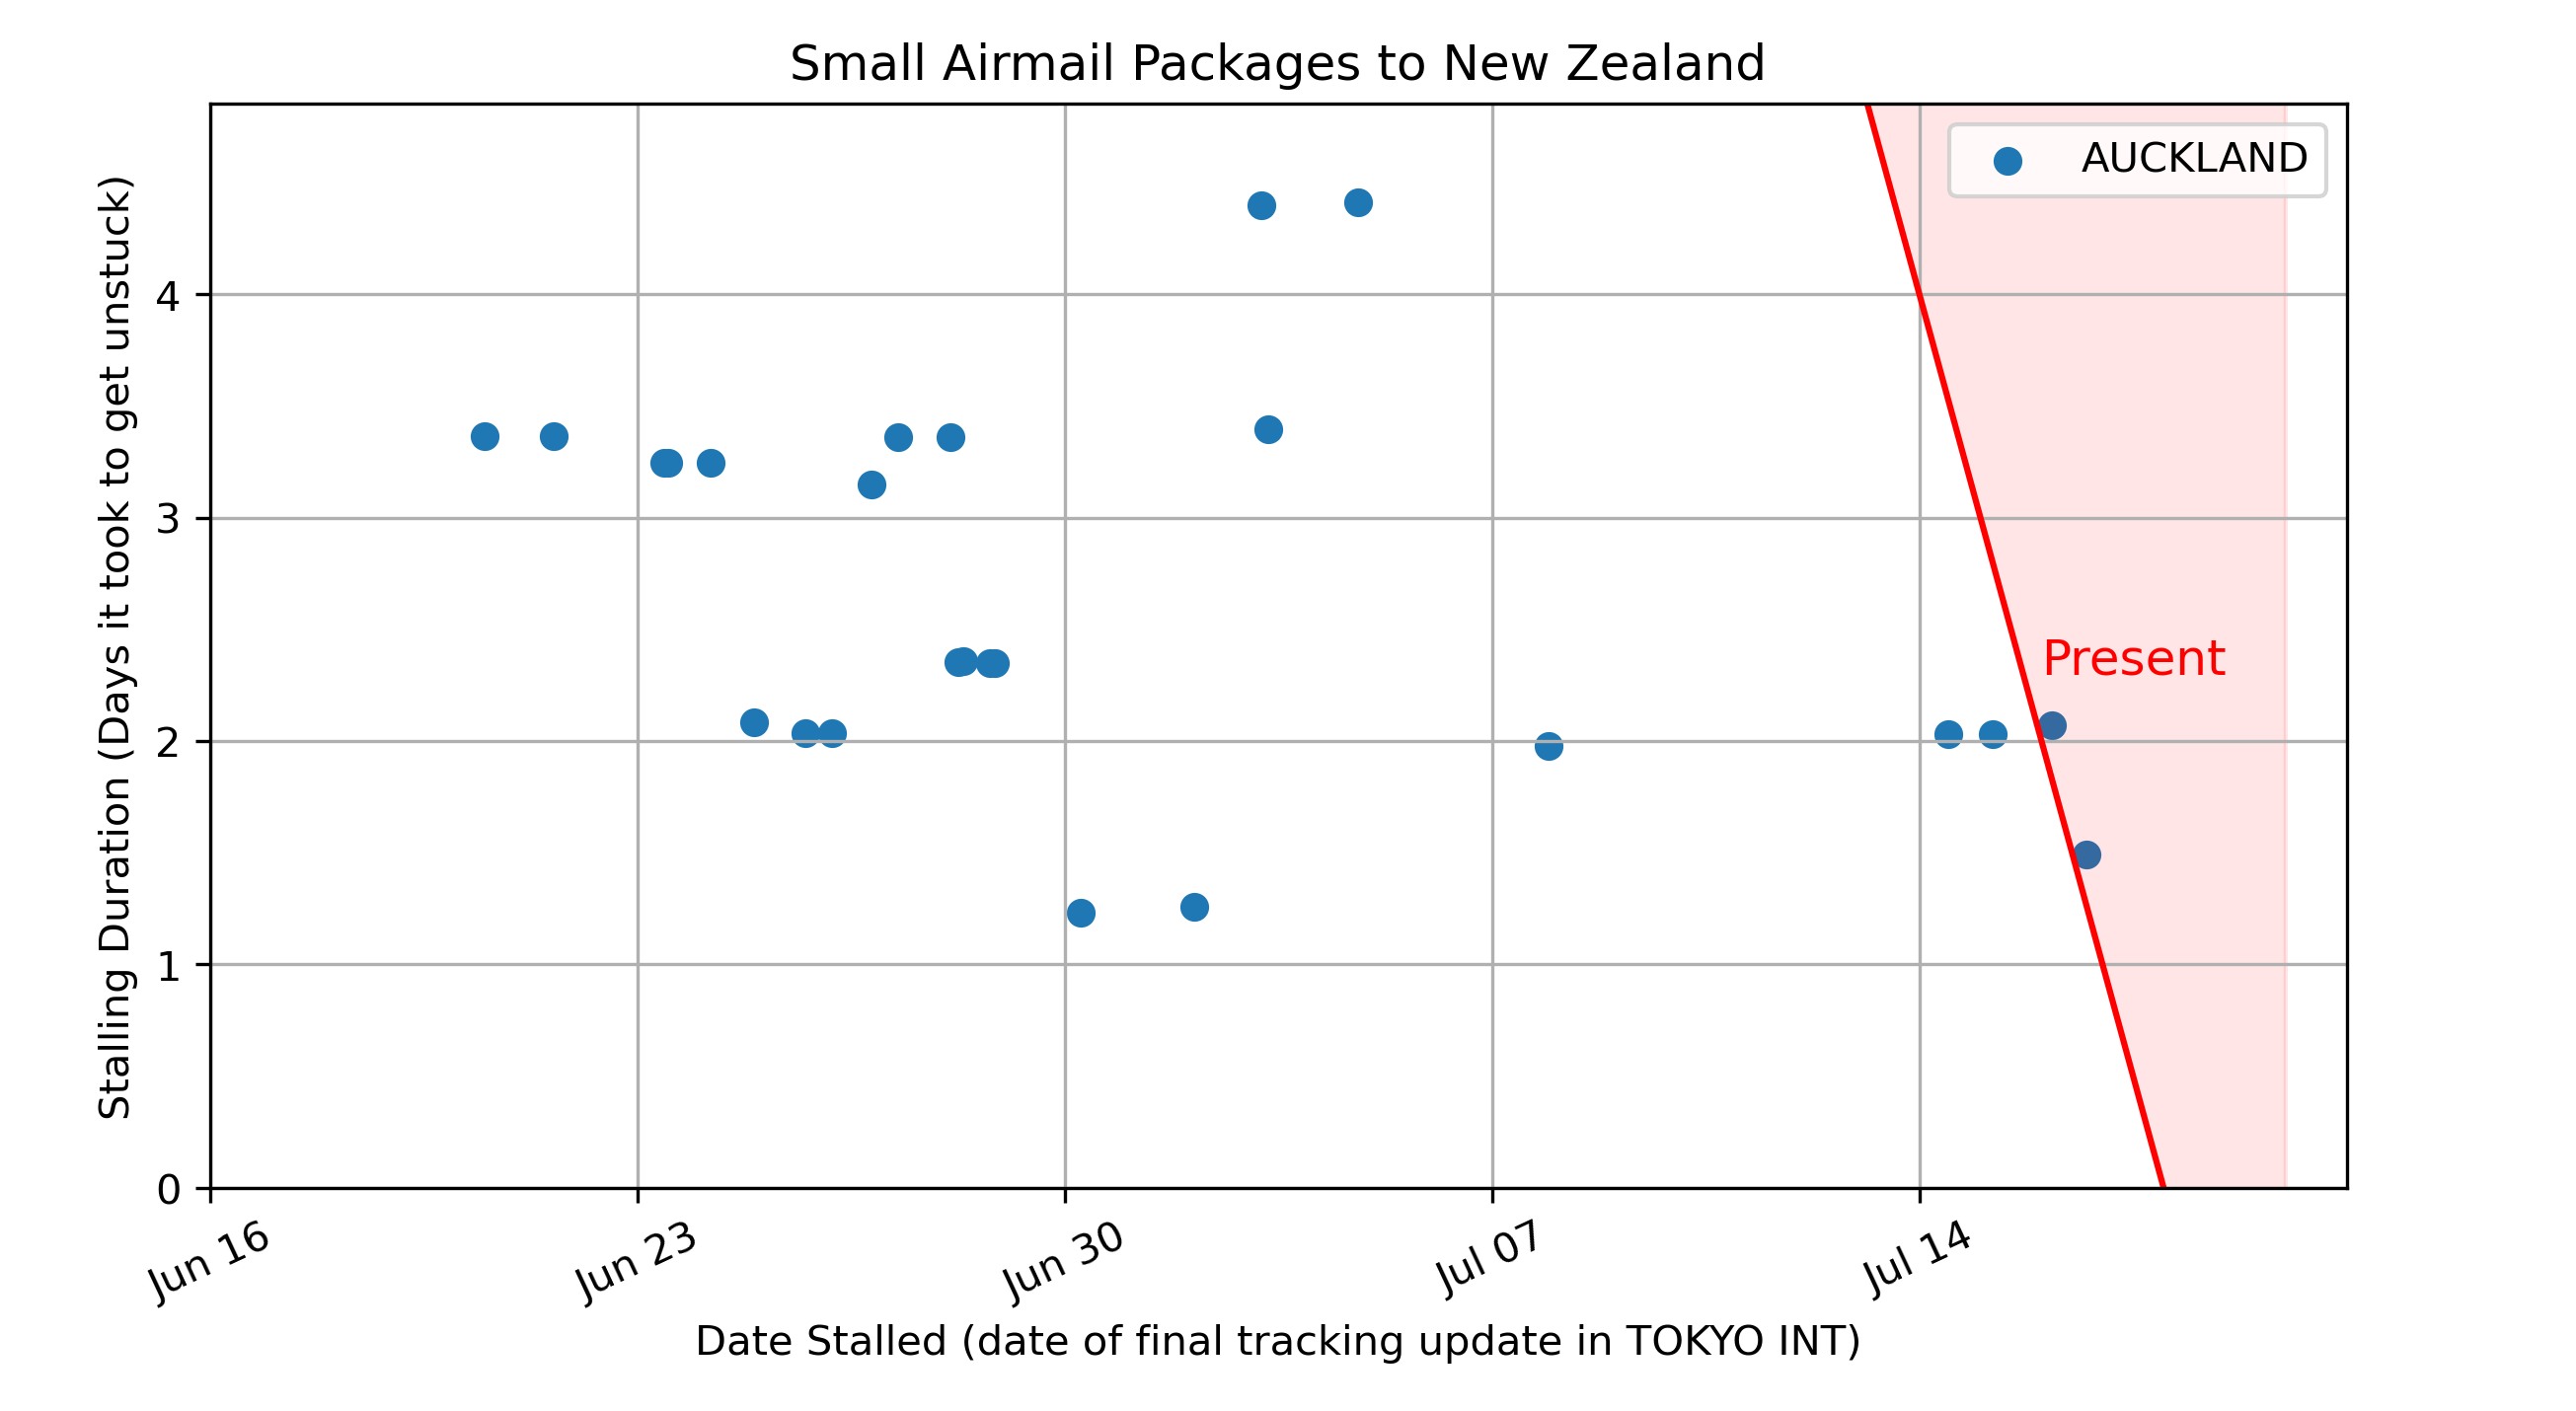 Small Airmail Packages to New Zealand
AUCKLAND
Stalling Duration (Days it took to get unstuck)
4
3
2
1
0
Present
Jun 16
Jun 23
Jun 30
Jul 07
Jul 14
Date Stalled (date of final tracking update in TOKYO INT)